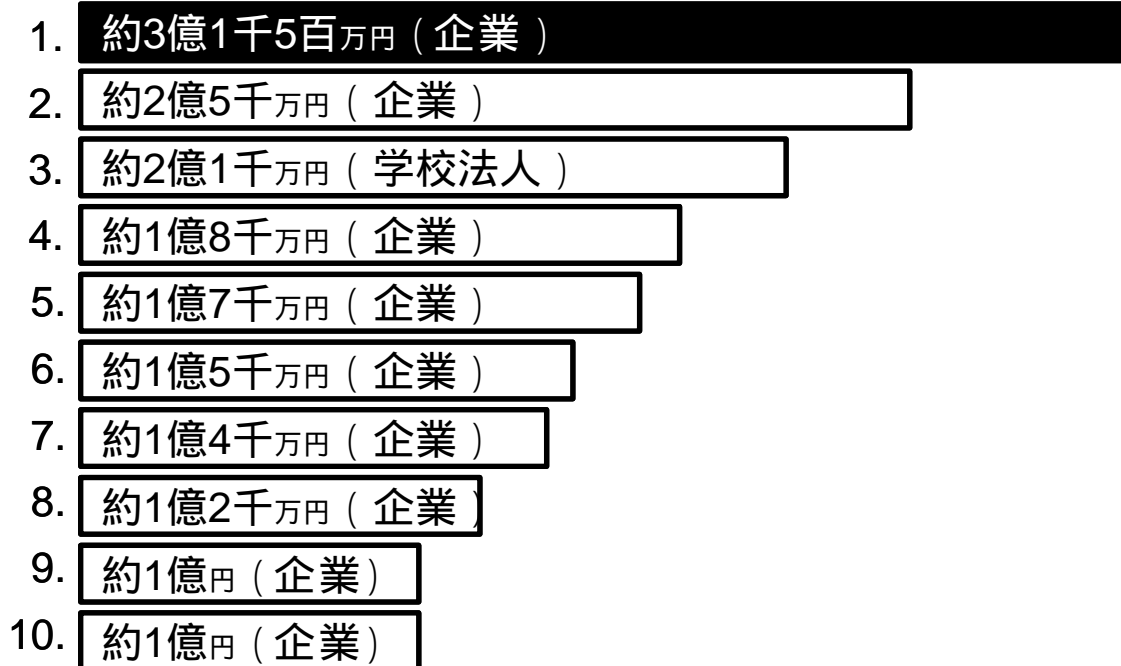 1. 約3億1千5百万円（企業）
2. 約2億5千万円（企業）
3. 約2億1千万円（学校法人）
4. 約1億8千万円（企業）
5. 約1億7千万円（企業）
6. 約1億5千万円（企業）
7. 約1億4千万円（企業）
8. 約1億2千万円（企業）
9. 約1億円（企業）
10. 約1億円（企業）